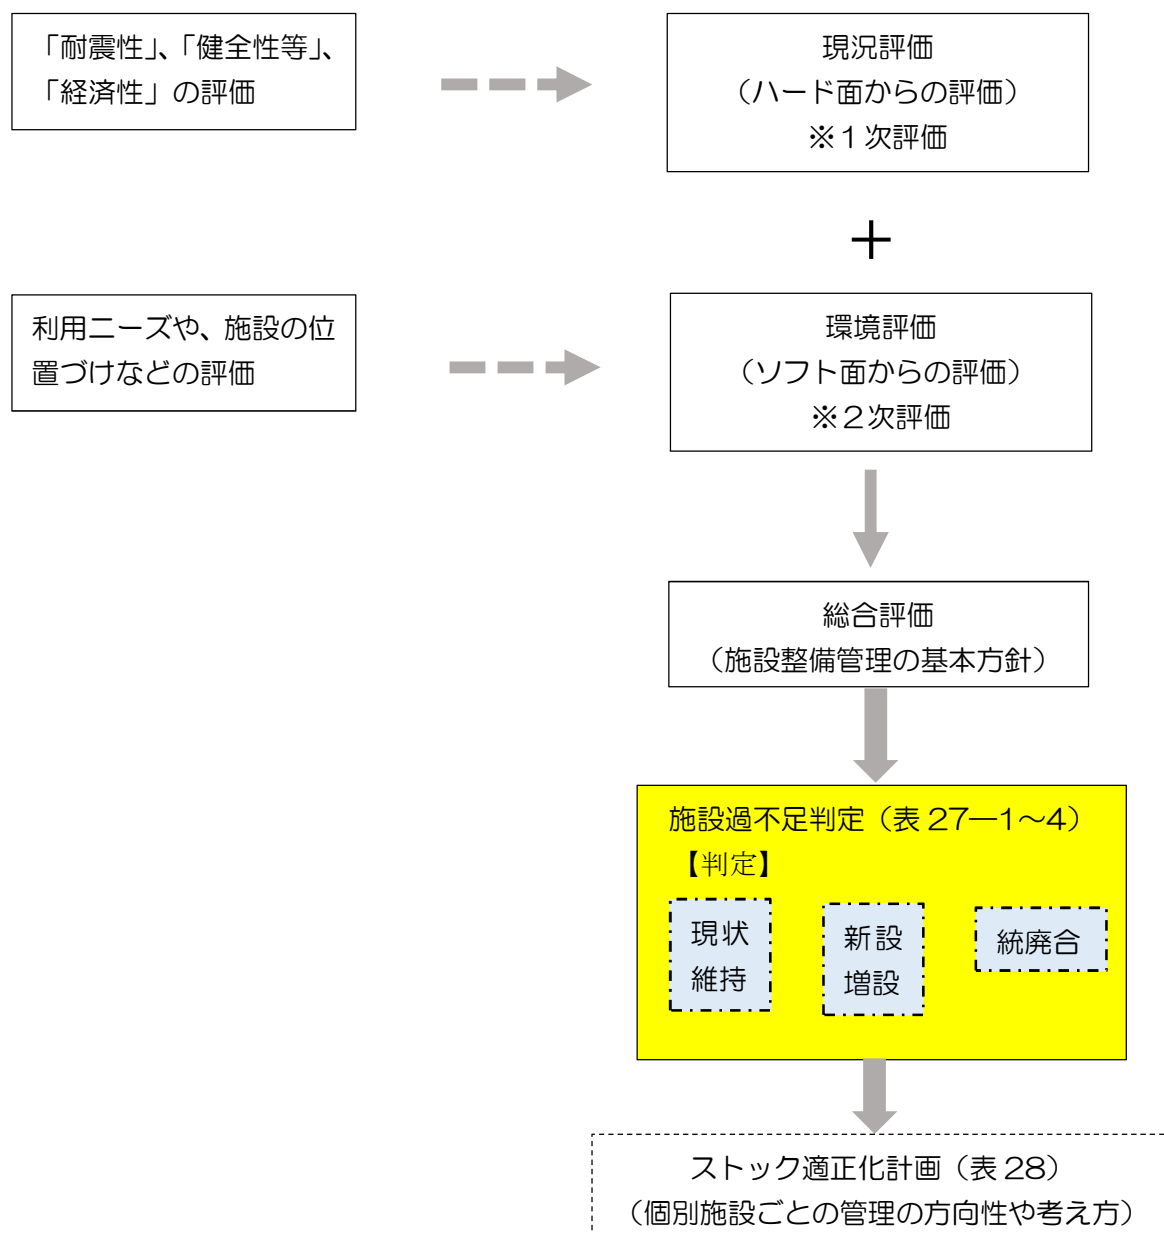 「耐震性」、「健全性等」、
「経済性」の評価
現況評価
（ハード面からの評価）
※１次評価
＋
利用ニーズや、施設の位
置づけなどの評価
環境評価
（ソフト面からの評価）
※２次評価
総合評価
（施設整備管理の基本方針）
施設過不足判定（表 27―1～4）
【判定】
現状
維持
新設
増設
統廃合
ストック適正化計画（表 28）
（個別施設ごとの管理の方向性や考え方）